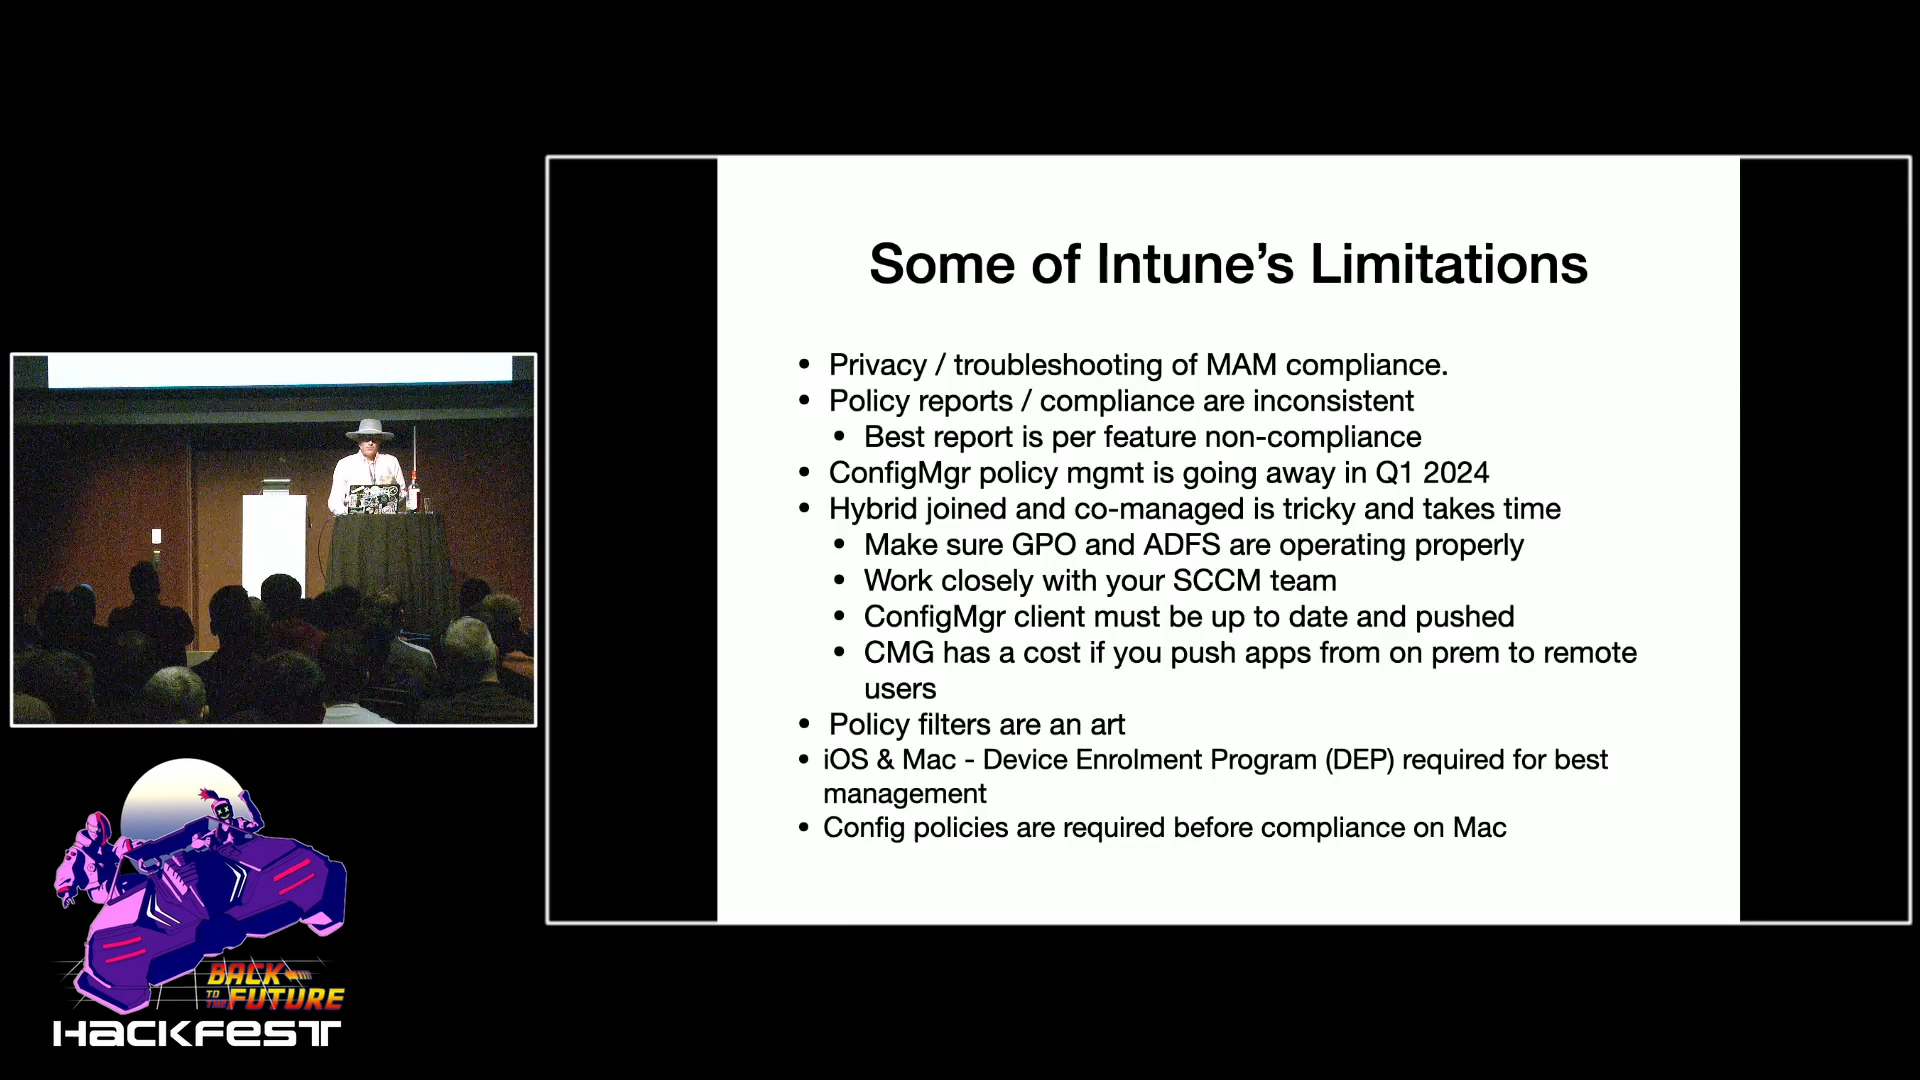 Some of Intune’s Limitations
• Privacy / troubleshooting of MAM compliance.
• Policy reports / compliance are inconsistent
• Best report is per feature non-compliance
• ConfigMgr policy mgmt is going away in Q1 2024
• Hybrid joined and co-managed is tricky and takes time
• Make sure GPO and ADFS are operating properly
• Work closely with your SCCM team
• ConfigMgr client must be up to date and pushed
• CMG has a cost if you push apps from on prem to remote
users
• Policy filters are an art
• iOS & Mac - Device Enrolment Program (DEP) required for best
management
• Config policies are required before compliance on Mac
BACK
TO THE FUTURE
HACKFEST